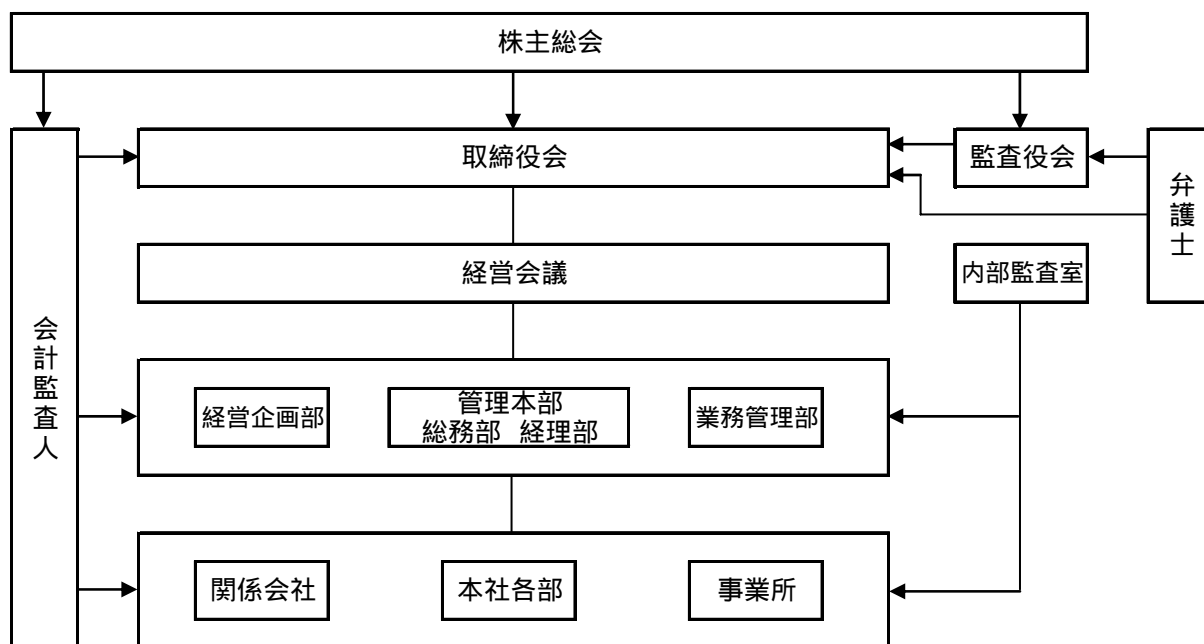 株主総会
取締役会
監査役会
弁護士
経営会議
内部監査室
会計監査人
経営企画部
管理本部
総務部 経理部
業務管理部
関係会社
本社各部
事業所